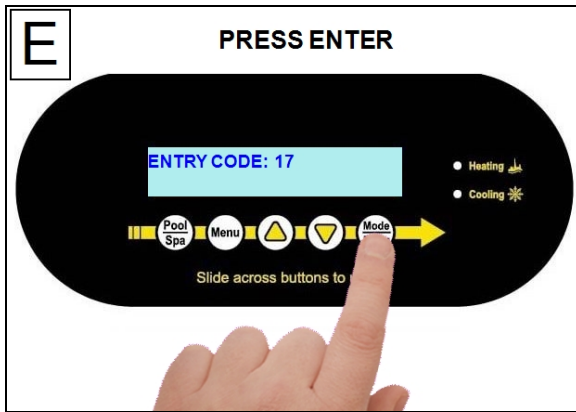 E
PRESS ENTER
ENTRY CODE: 17
Heating
Cooling
Pool
Spa
Menu
Mode
Slide across buttons to